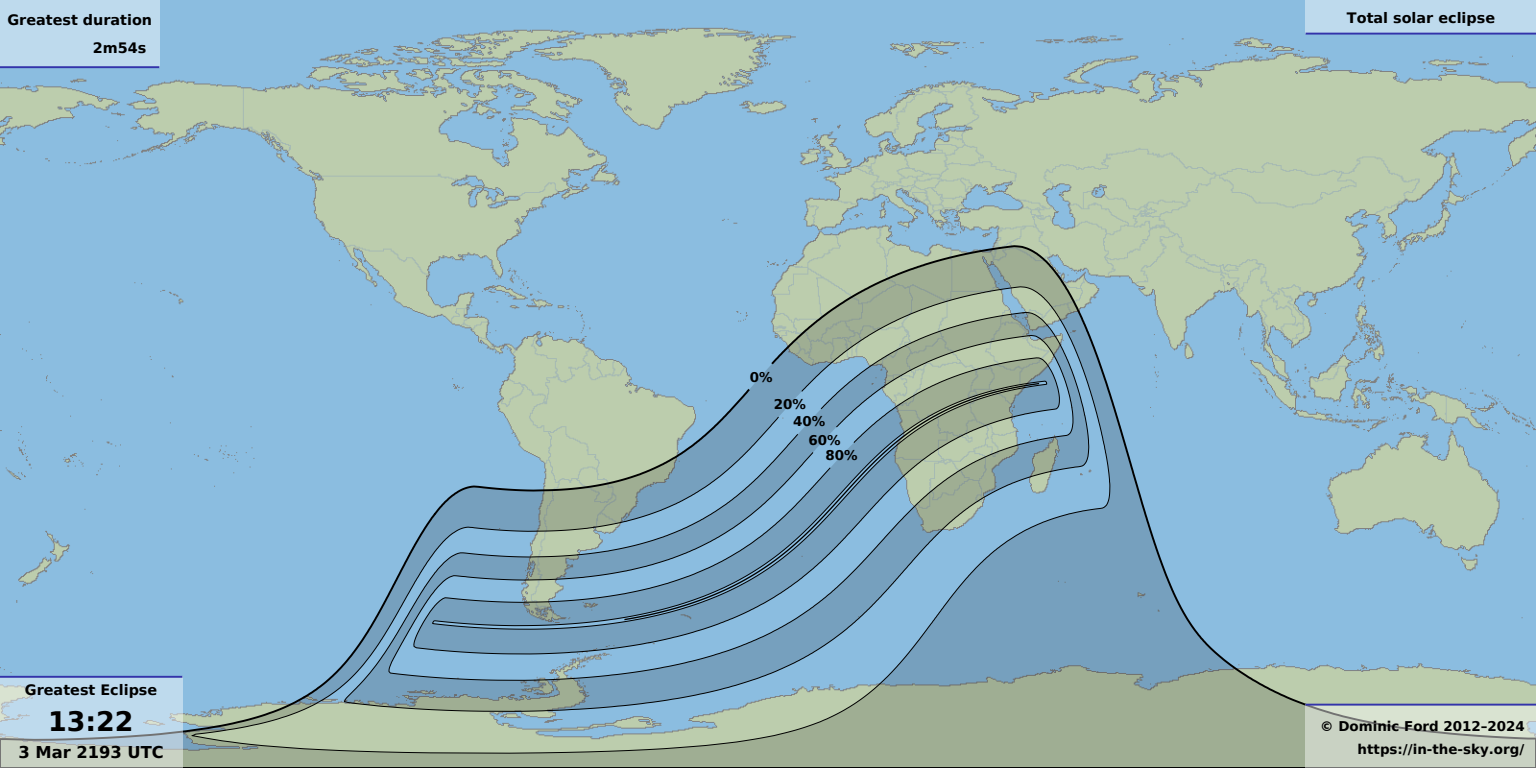 Greatest duration
2m54s
Total solar eclipse
0%
20%
40%
60%
80%
Greatest Eclipse
13:22
3 Mar 2193 UTC
© Dominic Ford 2012–2024
https://in-the-sky.org/